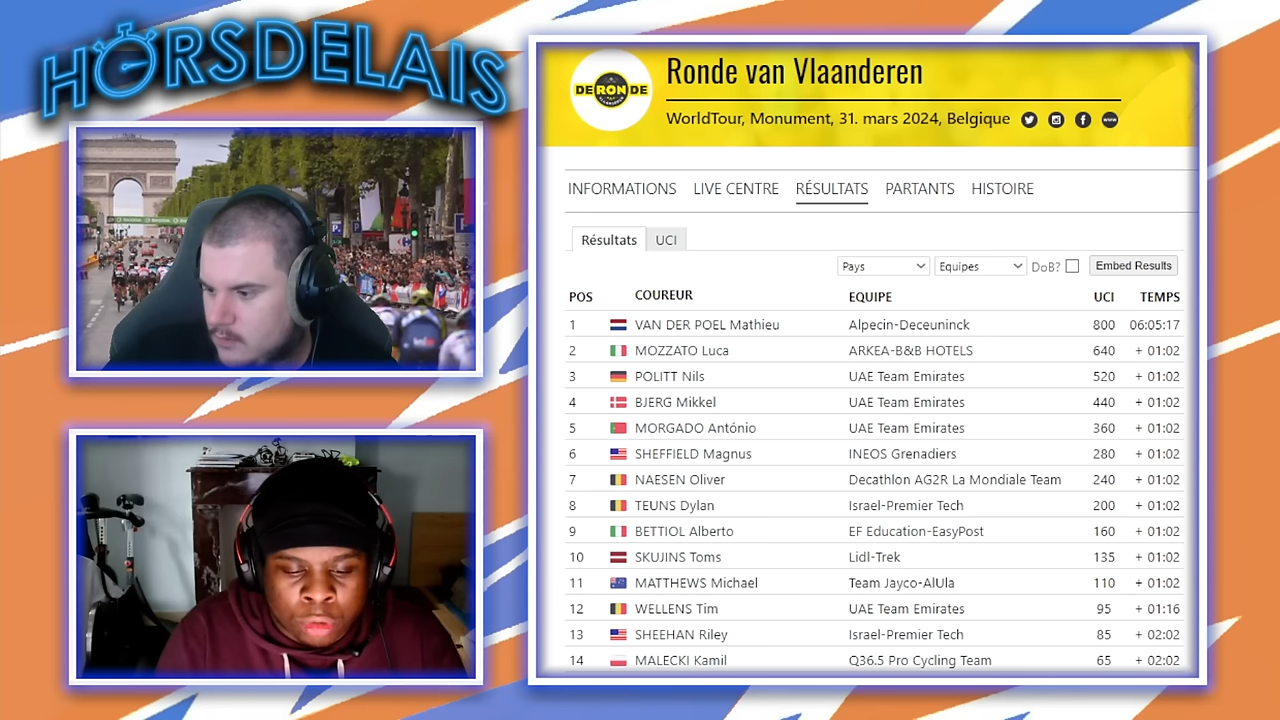 HORSDELAIS
DERONDE
Ronde van Vlaanderen
WorldTour, Monument, 31. mars 2024, Belgique
www
INFORMATIONS LIVE CENTRE RÉSULTATS PARTANTS HISTOIRE
Résultats UCI
Pays Equipes DoB? Embed Results
POS COUREUR EQUIPE UCI TEMPS
1 VAN DER POEL Mathieu Alpecin-Deceuninck 800 06:05:17
2 MOZZATO Luca ARKEA-B&B HOTELS 640 + 01:02
3 POLITT Nils UAE Team Emirates 520 + 01:02
4 BJERG Mikkel UAE Team Emirates 440 + 01:02
5 MORGADO António UAE Team Emirates 360 + 01:02
6 SHEFFIELD Magnus INEOS Grenadiers 280 + 01:02
7 NAESEN Oliver Decathlon AG2R La Mondiale Team 240 + 01:02
8 TEUNS Dylan Israel-Premier Tech 200 + 01:02
9 BETTIOL Alberto EF Education-EasyPost 160 + 01:02
10 SKUJINS Toms Lidl-Trek 135 + 01:02
11 MATTHEWS Michael Team Jayco-AlUla 110 + 01:02
12 WELLENS Tim UAE Team Emirates 95 + 01:16
13 SHEEHAN Riley Israel-Premier Tech 85 + 02:02
14 MALECKI Kamil Q36.5 Pro Cycling Team 65 + 02:02